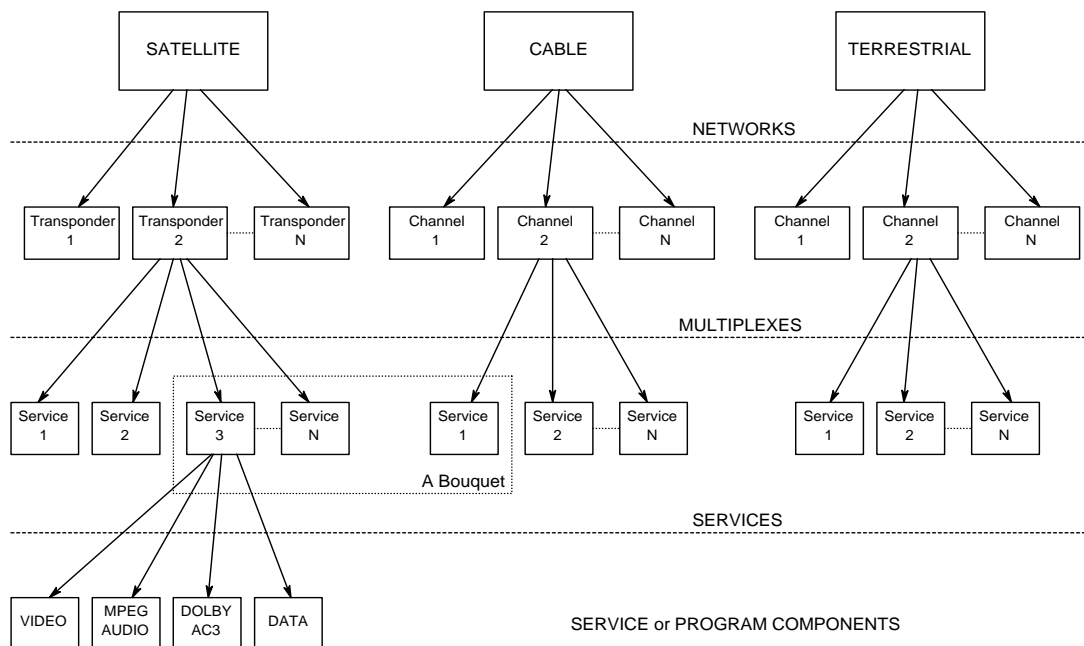 SATELLITE
CABLE
TERRESTRIAL
NETWORKS
Transponder
1
Transponder
2
Transponder
N
Channel
1
Channel
2
Channel
N
Channel
1
Channel
2
Channel
N
MULTIPLEXES
Service
1
Service
2
Service
3
Service
N
Service
1
Service
2
Service
N
Service
1
Service
2
Service
N
A Bouquet
SERVICES
VIDEO
MPEG
AUDIO
DOLBY
AC3
DATA
SERVICE or PROGRAM COMPONENTS